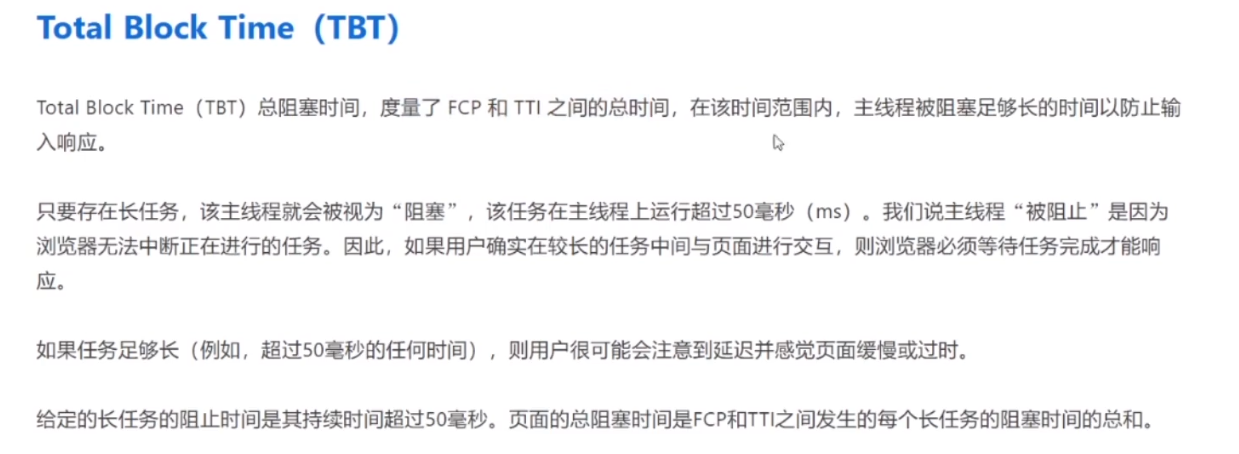 Total Block Time（TBT）
Total Block Time（TBT）总阻塞时间，度量了 FCP 和 TTI 之间的总时间，在该时间范围内，主线程被阻塞足够长的时间以防止输
入响应。
只要存在长任务，该主线程就会被视为“阻塞”，该任务在主线程上运行超过50毫秒（ms）。我们说主线程“被阻止”是因为
浏览器无法中断正在进行的任务。因此，如果用户确实在较长的任务中间与页面进行交互，则浏览器必须等待任务完成才能响
应。
如果任务足够长（例如，超过50毫秒的任何时间），则用户很可能会注意到延迟并感觉页面缓慢或过时。
给定的长任务的阻止时间是其持续时间超过50毫秒。页面的总阻塞时间是FCP和TTI之间发生的每个长任务的阻塞时间的总和。